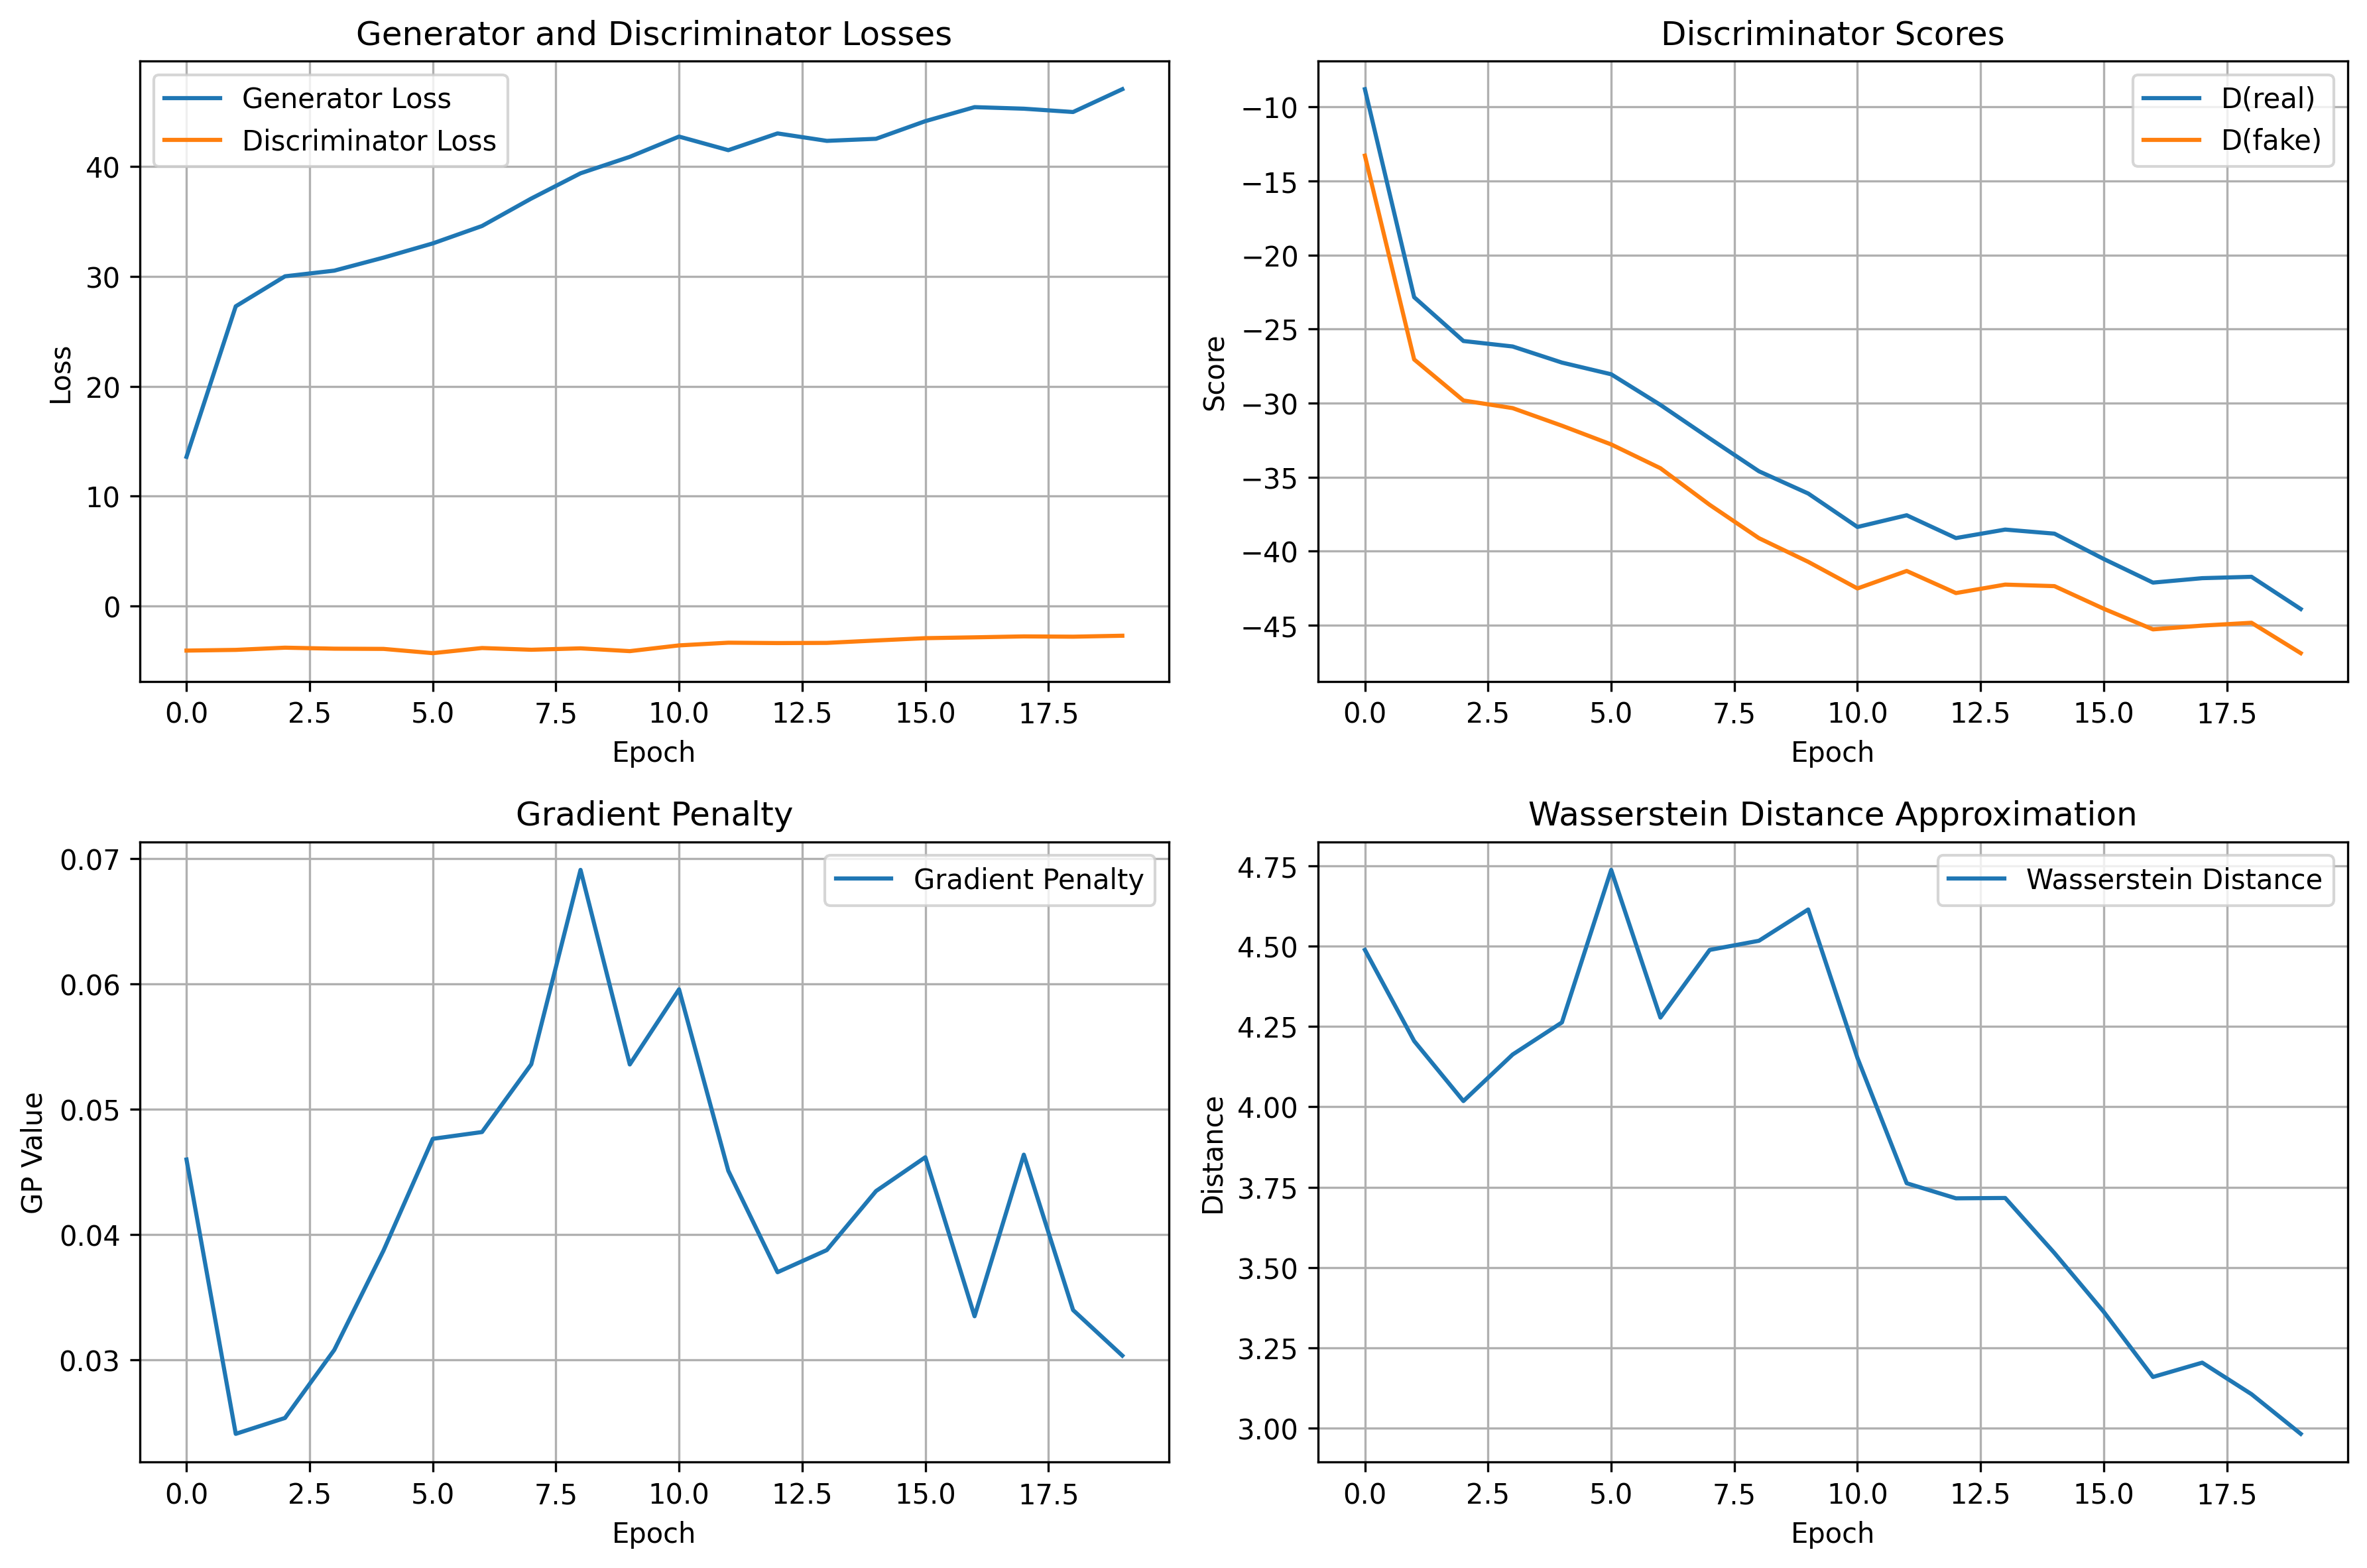 Generator and Discriminator Losses
Generator Loss
Discriminator Loss
Loss
40
30
20
10
0
0.0 2.5 5.0 7.5 10.0 12.5 15.0 17.5
Epoch
Discriminator Scores
D(real)
D(fake)
Score
−10
−15
−20
−25
−30
−35
−40
−45
0.0 2.5 5.0 7.5 10.0 12.5 15.0 17.5
Epoch
Gradient Penalty
Gradient Penalty
GP Value
0.07
0.06
0.05
0.04
0.03
0.0 2.5 5.0 7.5 10.0 12.5 15.0 17.5
Epoch
Wasserstein Distance Approximation
Wasserstein Distance
Distance
4.75
4.50
4.25
4.00
3.75
3.50
3.25
3.00
0.0 2.5 5.0 7.5 10.0 12.5 15.0 17.5
Epoch